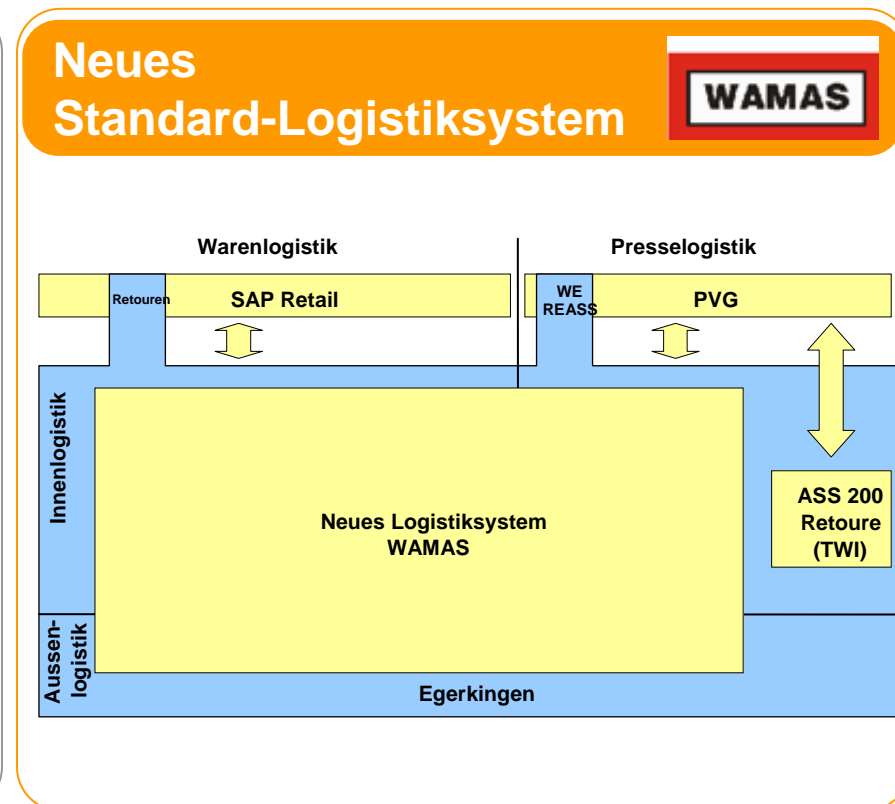 Neues
Standard-Logistiksystem
WAMAS
Warenlogistik
Presselogistik
Retouren
SAP Retail
WE
REASS
PVG
Innenlogistik
ASS 200
Retoure
(TWI)
Neues Logistiksystem
WAMAS
Aussen-
logistik
Egerkingen